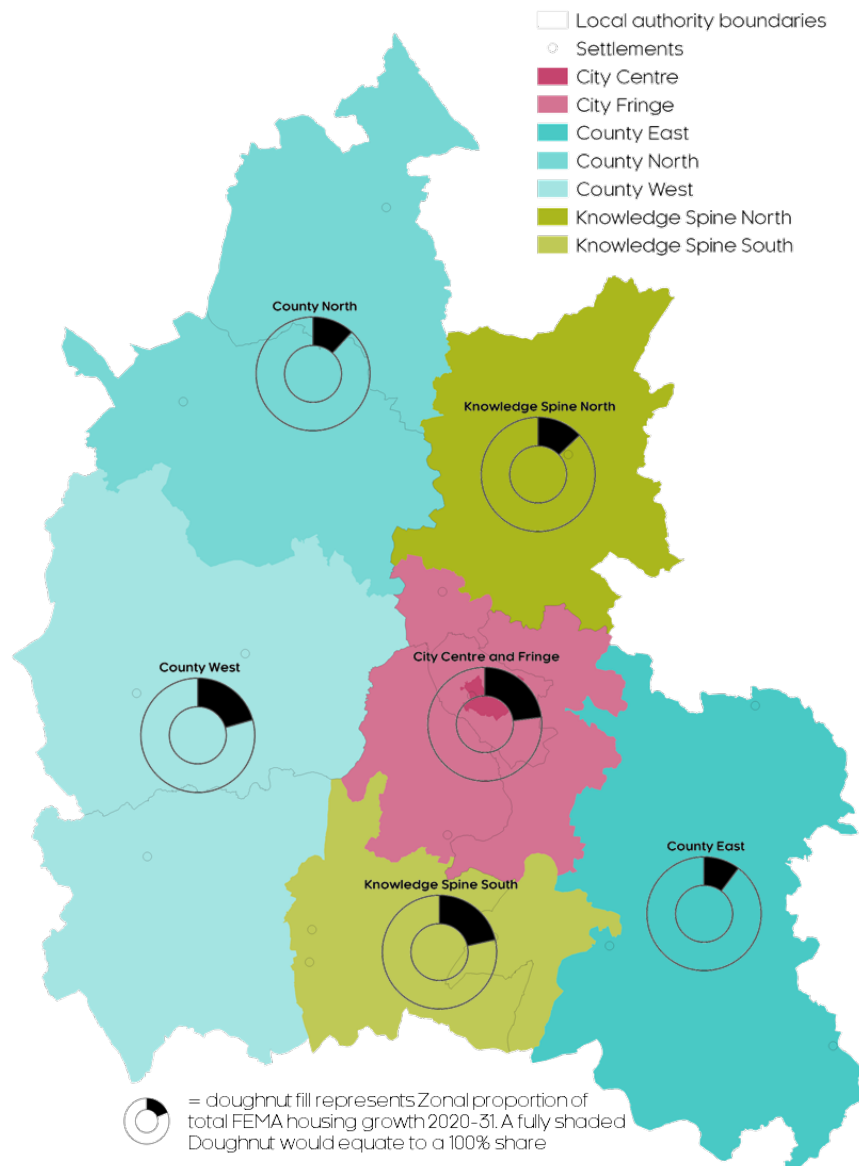 Local authority boundaries
Settlements
City Centre
City Fringe
County East
County North
County West
Knowledge Spine North
Knowledge Spine South
County North
Knowledge Spine North
City Centre and Fringe
County West
County East
Knowledge Spine South
= doughnut fill represents Zonal proportion of
total FEMA housing growth 2020-31. A fully shaded
Doughnut would equate to a 100% share